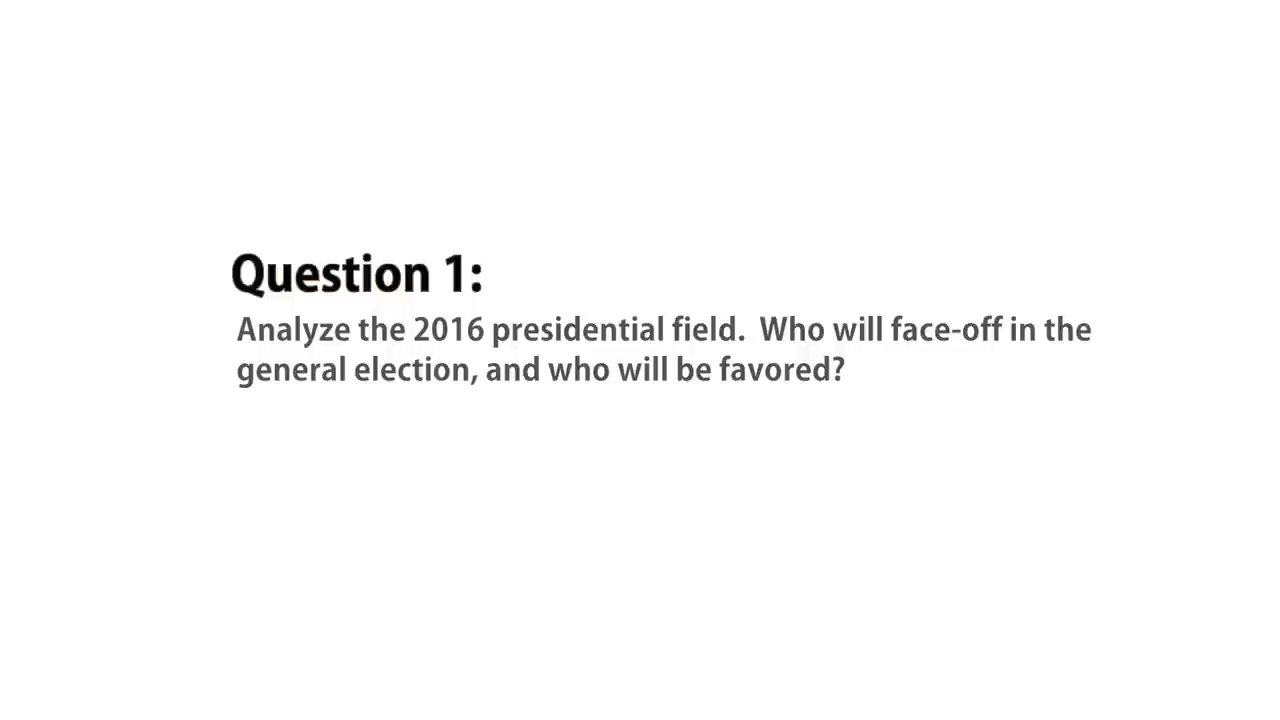 Question 1:
Analyze the 2016 presidential field.  Who will face-off in the
general election, and who will be favored?